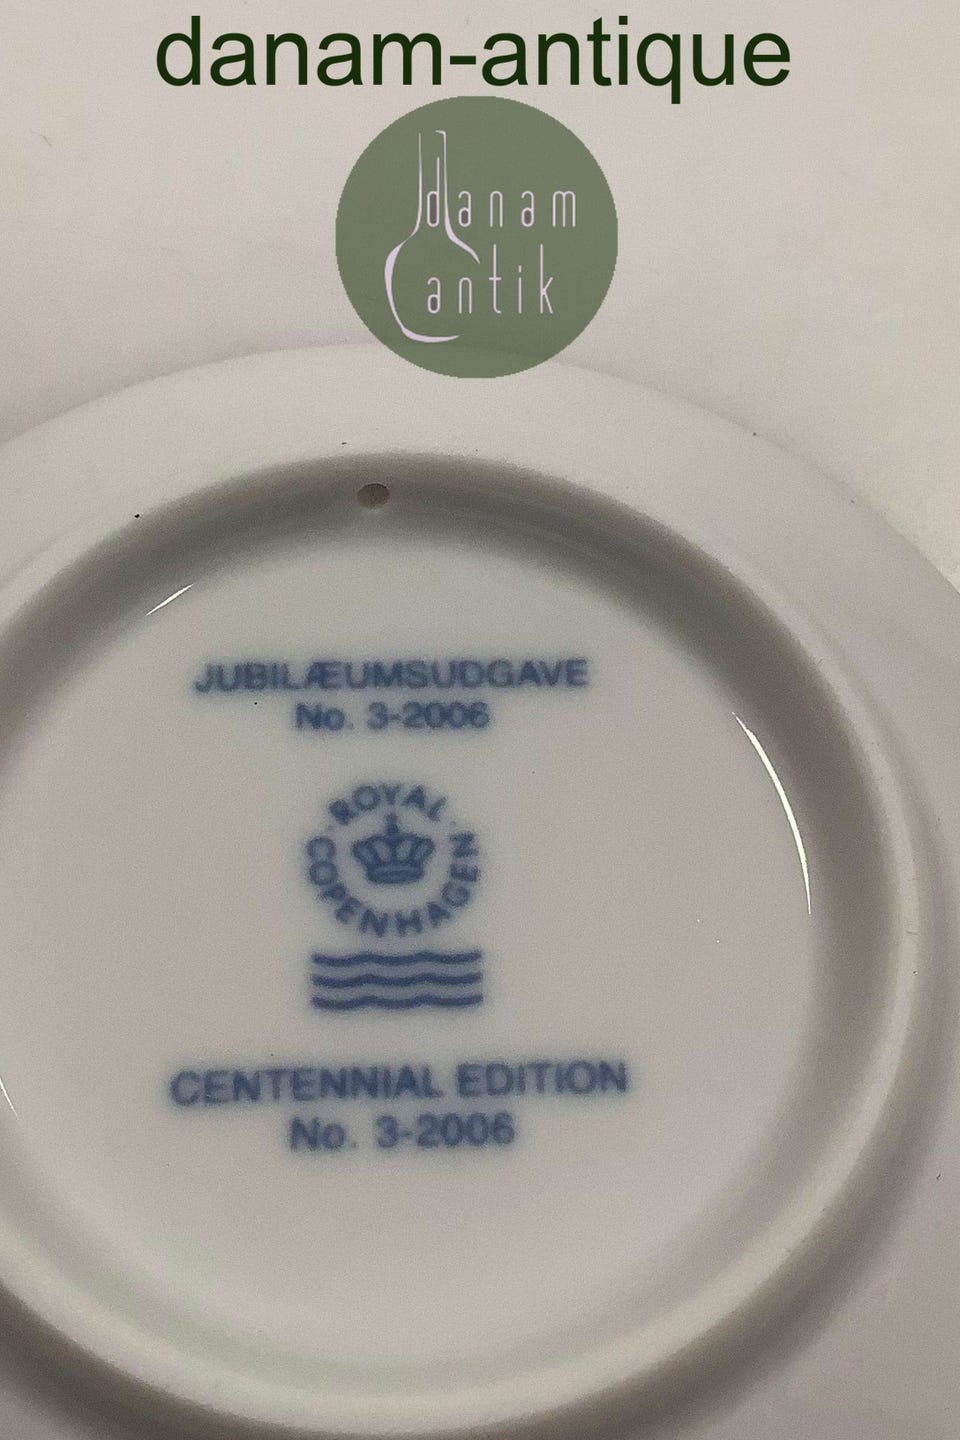 danam-antique
danam
antik
JUBILÆUMSUDGAVE
No. 3-2006
ROYAL
COPENHAGEN
CENTENNIAL EDITION
No. 3-2006